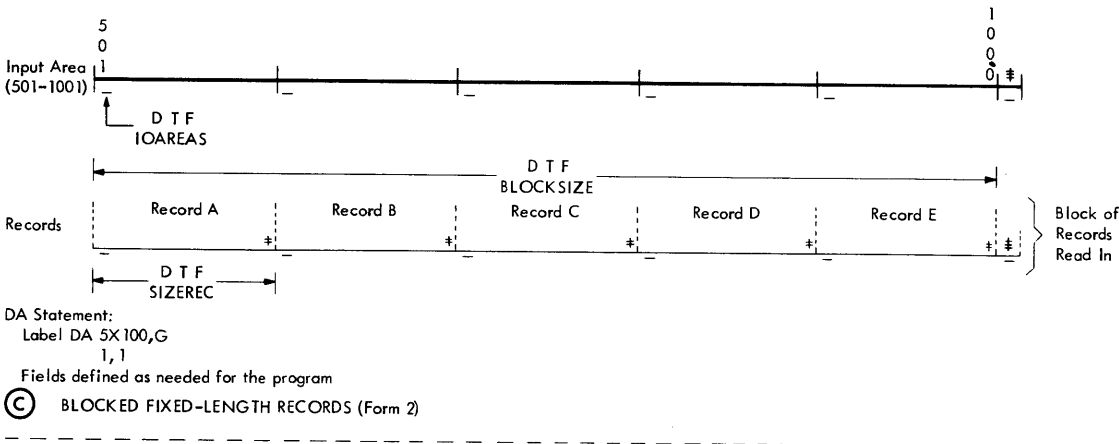 5
0
1
1
0
0
0
Input Area
(501-1001)
⧧
D T F
IOAREAS
D T F
BLOCKSIZE
Records
Record A ‡ Record B ‡ Record C ‡ Record D ‡ Record E ‡ ⧧
Block of
Records
Read In
D T F
SIZEREC
DA Statement:
Label DA 5X100,G
1, 1
Fields defined as needed for the program
C BLOCKED FIXED-LENGTH RECORDS (Form 2)